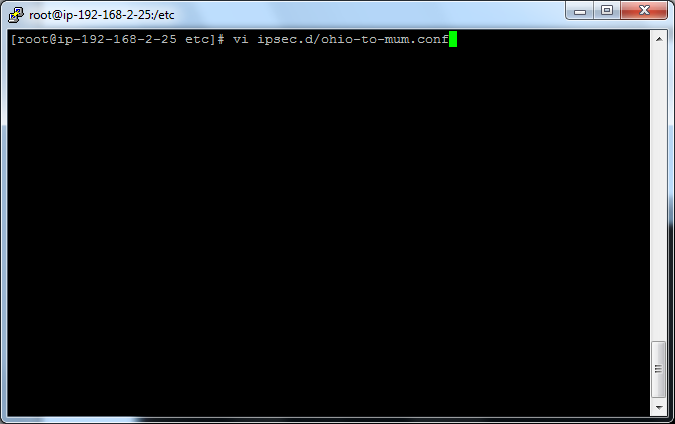 root@ip-192-168-2-25:/etc
[root@ip-192-168-2-25 etc]# vi ipsec.d/ohio-to-mum.conf